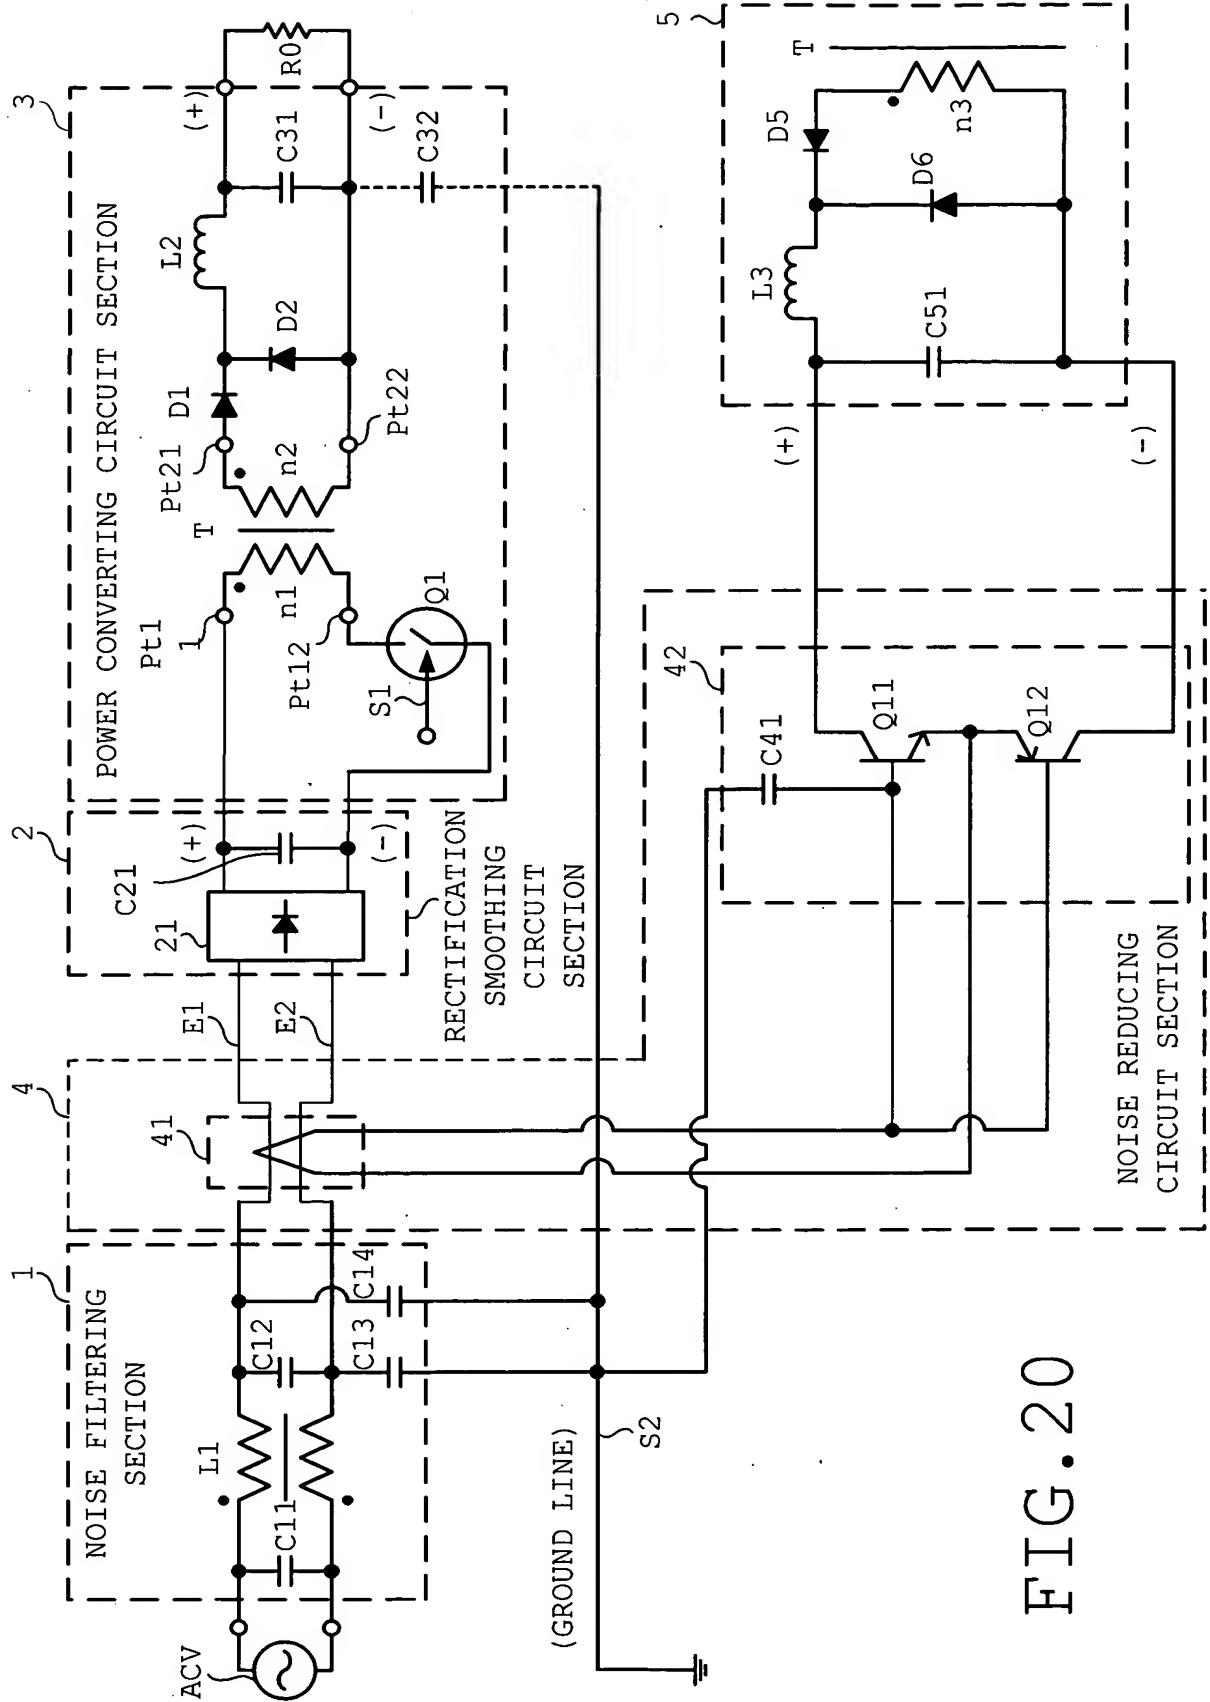 3
POWER CONVERTING CIRCUIT SECTION
Pt1
1
Pt12
n1
T
n2
Pt21
Pt22
D1
D2
L2
C31
C32
(+)
(-)
R0
Q1
S1
2
C21
21
(+)
(-)
RECTIFICATION
SMOOTHING
CIRCUIT
SECTION
E1
E2
4
41
1
NOISE FILTERING
SECTION
L1
C11
C12
C13
C14
ACV
(GROUND LINE)
S2
5
T
n3
D5
D6
L3
C51
(+)
(-)
42
C41
Q11
Q12
NOISE REDUCING
CIRCUIT SECTION
FIG.20